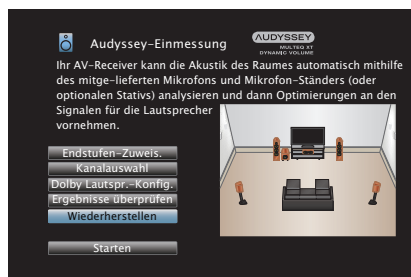 Audyssey-Einmessung
AUDYSSEY
MULTEQ XT
DYNAMIC VOLUME
Ihr AV-Receiver kann die Akustik des Raumes automatisch mithilfe
des mitge-lieferten Mikrofons und Mikrofon-Ständers (oder
optionalen Stativs) analysieren und dann Optimierungen an den
Signalen für die Lautsprecher
vornehmen.
Endstufen-Zuweis.
Kanalauswahl
Dolby Lautspr.-Konfig.
Ergebnisse überprüfen
Wiederherstellen
Starten